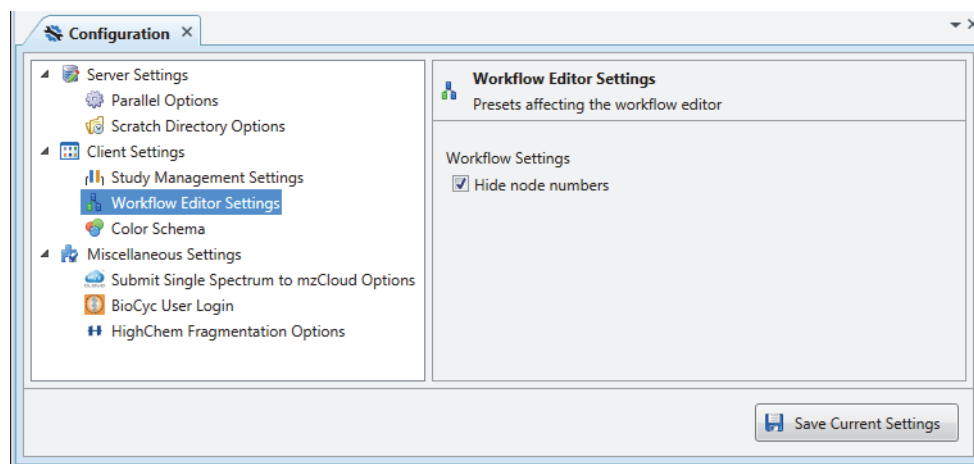 Configuration
Server Settings
Parallel Options
Scratch Directory Options
Client Settings
Study Management Settings
Workflow Editor Settings
Color Schema
Miscellaneous Settings
Submit Single Spectrum to mzCloud Options
BioCyc User Login
HighChem Fragmentation Options
Workflow Editor Settings
Presets affecting the workflow editor
Workflow Settings
Hide node numbers
Save Current Settings